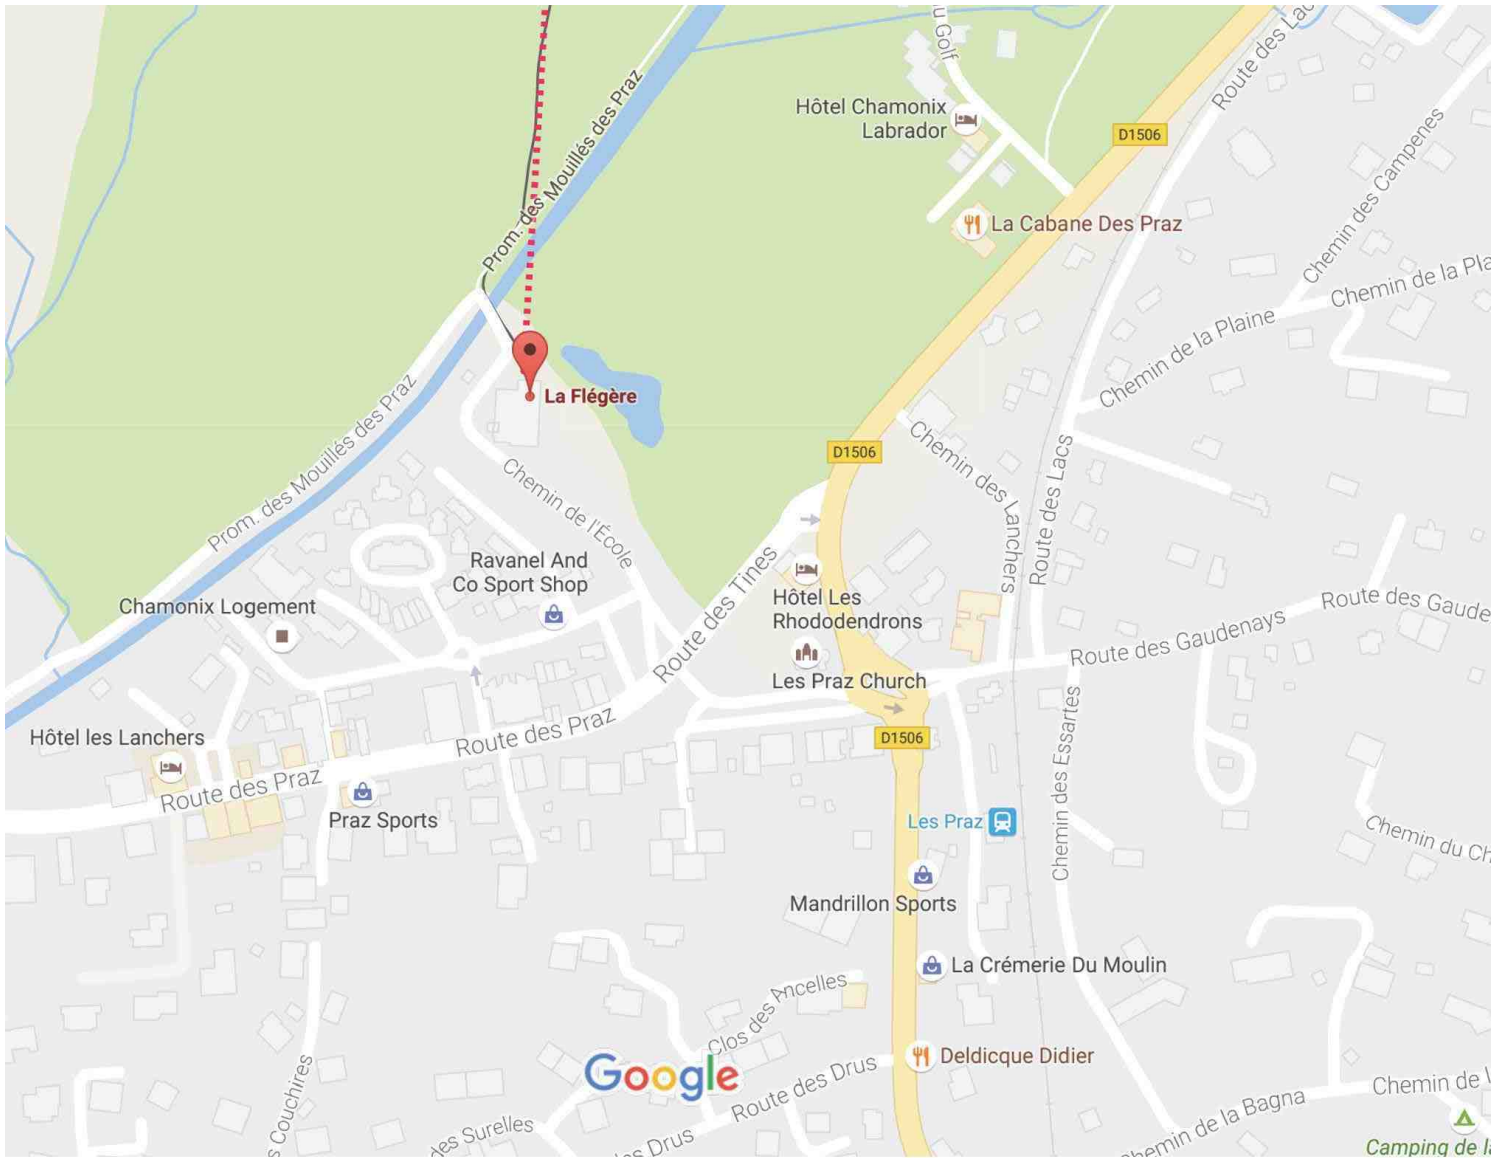 u Golf
Route des Lac
Prom. des Mouillés des Praz
Hôtel Chamonix
Labrador
D1506
Chemin des Campenes
La Cabane Des Praz
Chemin de la Pla
Chemin de la Plaine
La Flégère
Prom. des Mouillés des Praz
D1506
Chemin des Lanchers
Route des Lacs
Chemin de l'École
Ravanel And
Co Sport Shop
Route des Tines
Hôtel Les
Rhododendrons
Chamonix Logement
Route des Gaude
Route des Gaudenays
Les Praz Church
Hôtel les Lanchers
Route des Praz
D1506
Route des Praz
Chemin des Essartes
Praz Sports
Les Praz
Chemin du Ch
Mandrillon Sports
La Crémerie Du Moulin
Clos des Ancelles
Google
Deldicque Didier
Route des Drus
s Couchires
Chemin de l
des Surelles
es Drus
hemin de la Bagna
Camping de la